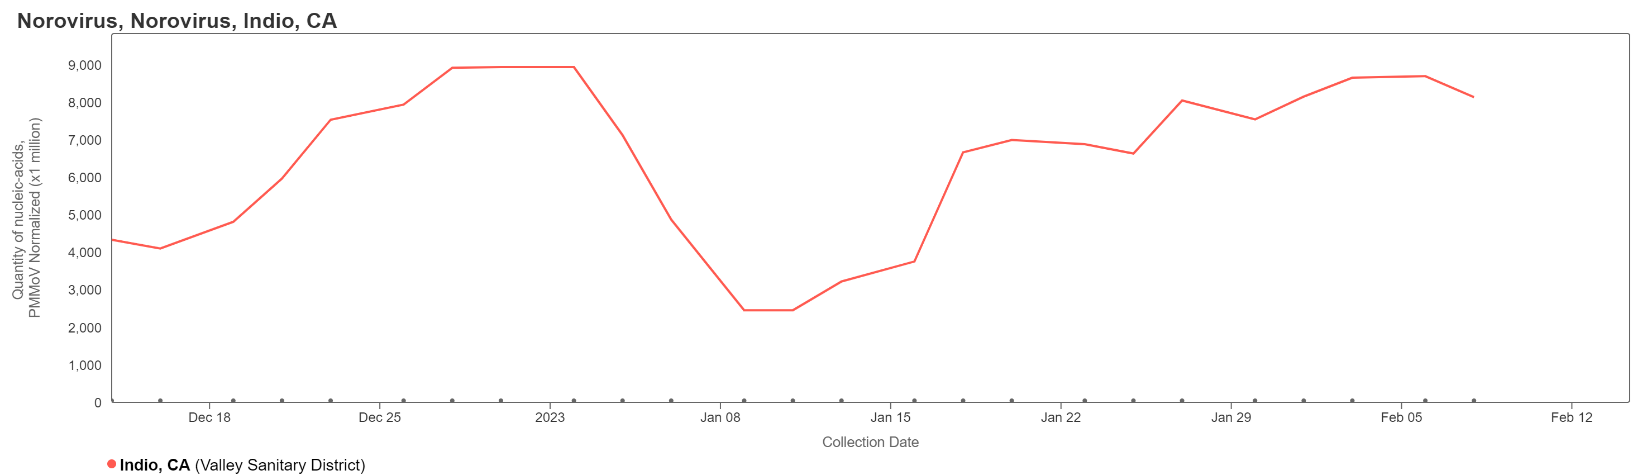 Norovirus, Norovirus, Indio, CA
Quantity of nucleic-acids,
PMMoV Normalized (x1 million)
9,000
8,000
7,000
6,000
5,000
4,000
3,000
2,000
1,000
0
Dec 18 Dec 25 2023 Jan 08 Jan 15 Jan 22 Jan 29 Feb 05 Feb 12
Collection Date
Indio, CA (Valley Sanitary District)